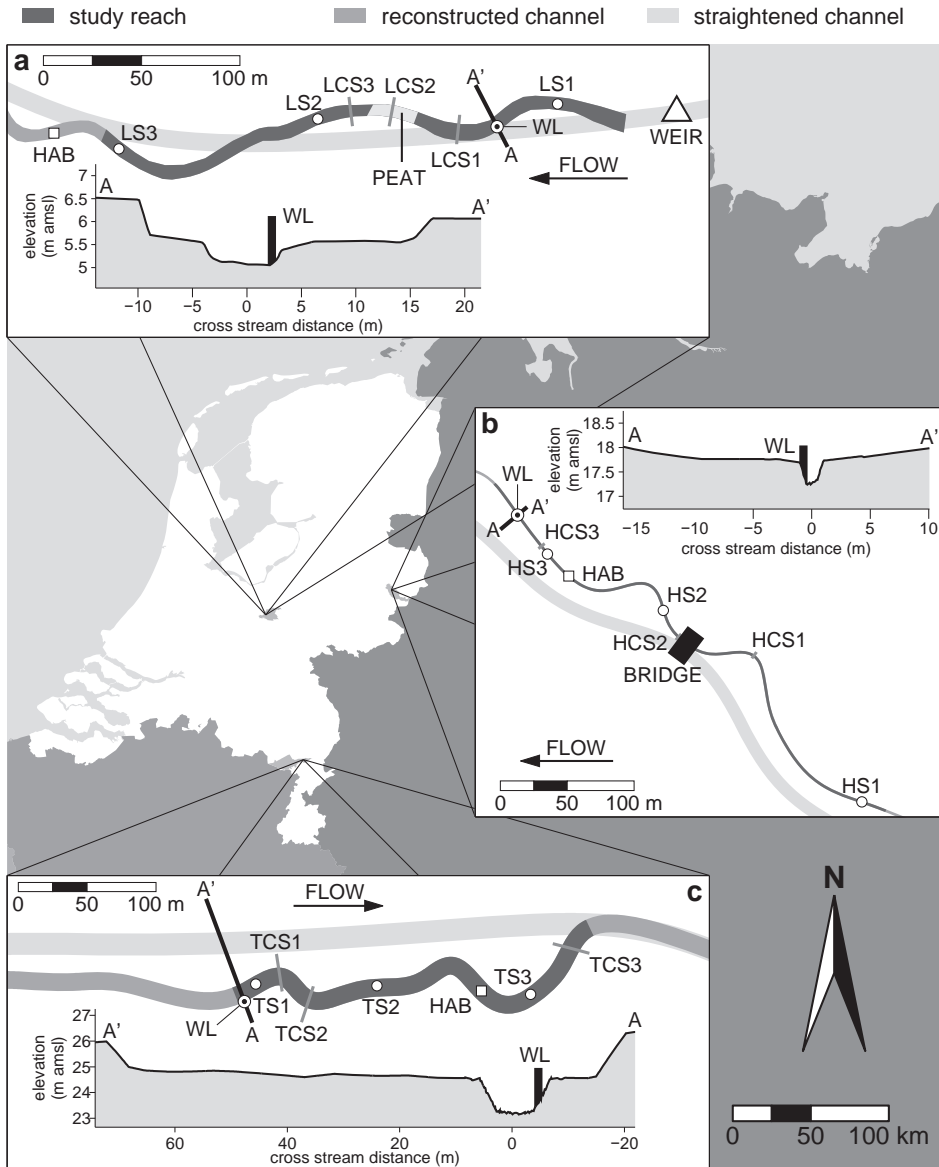 study reach reconstructed channel straightened channel
a
0 50 100 m
A'
LS1
LCS3 LCS2
LS2
WL
WEIR
LS3
HAB
LCS1
A
PEAT
FLOW
7
6.5
6
5.5
5
elevation
(m amsl)
A
WL
A'
−10 −5 0 5 10 15 20
cross stream distance (m)
b
18.5
18
17.5
17
elevation
(m amsl)
A
WL
A'
−15 −10 −5 0 5 10
cross stream distance (m)
WL
A'
A
HCS3
HS3
HAB
HS2
HCS2
HCS1
BRIDGE
FLOW
0 50 100 m
HS1
c
0 50 100 m
A'
FLOW
TCS1
TCS3
TS3
TS1 TS2 HAB
WL
A
TCS2
27
26
25
24
23
elevation
(m amsl)
A'
WL
A
60 40 20 0 −20
cross stream distance (m)
N
0 50 100 km